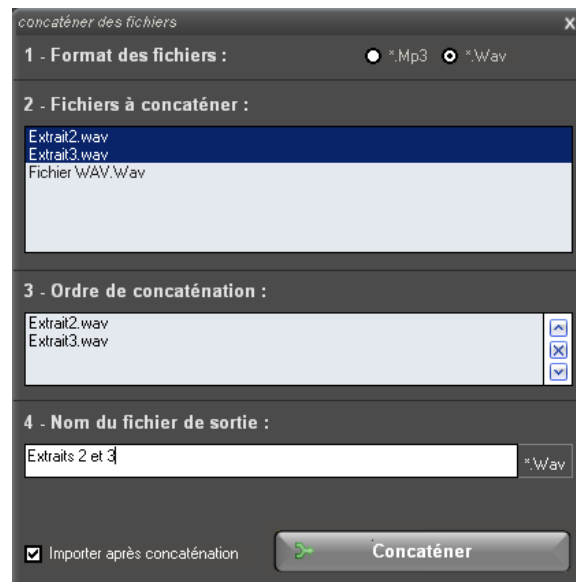 concaténer des fichiers x
1 - Format des fichiers : *.Mp3 *.Wav
2 - Fichiers à concaténer :
Extrait2.wav
Extrait3.wav
Fichier WAV.Wav
3 - Ordre de concaténation :
Extrait2.wav
Extrait3.wav
4 - Nom du fichier de sortie :
Extraits 2 et 3 *.Wav
Importer après concaténation Concaténer